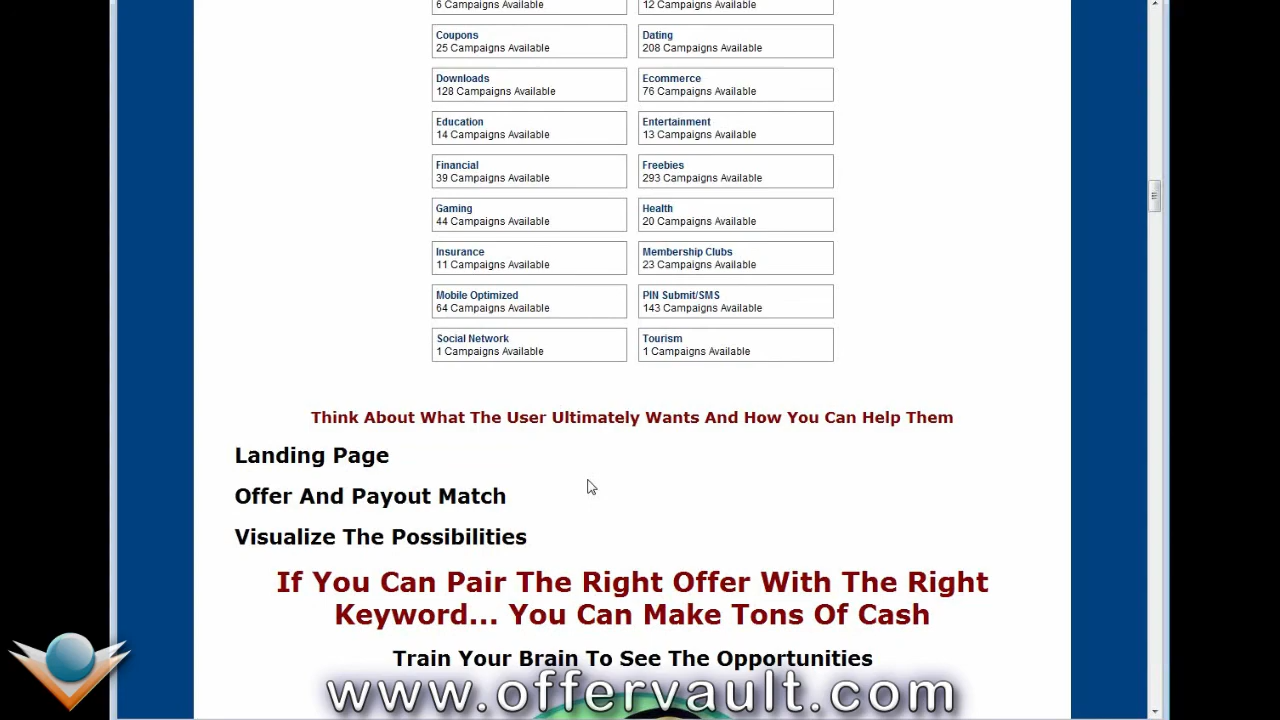 6 Campaigns Available
12 Campaigns Available
Coupons
25 Campaigns Available
Dating
208 Campaigns Available
Downloads
128 Campaigns Available
Ecommerce
76 Campaigns Available
Education
14 Campaigns Available
Entertainment
13 Campaigns Available
Financial
39 Campaigns Available
Freebies
293 Campaigns Available
Gaming
44 Campaigns Available
Health
20 Campaigns Available
Insurance
11 Campaigns Available
Membership Clubs
23 Campaigns Available
Mobile Optimized
64 Campaigns Available
PIN Submit/SMS
143 Campaigns Available
Social Network
1 Campaigns Available
Tourism
1 Campaigns Available
Think About What The User Ultimately Wants And How You Can Help Them
Landing Page
Offer And Payout Match
Visualize The Possibilities
If You Can Pair The Right Offer With The Right
Keyword... You Can Make Tons Of Cash
Train Your Brain To See The Opportunities
www.offervault.com